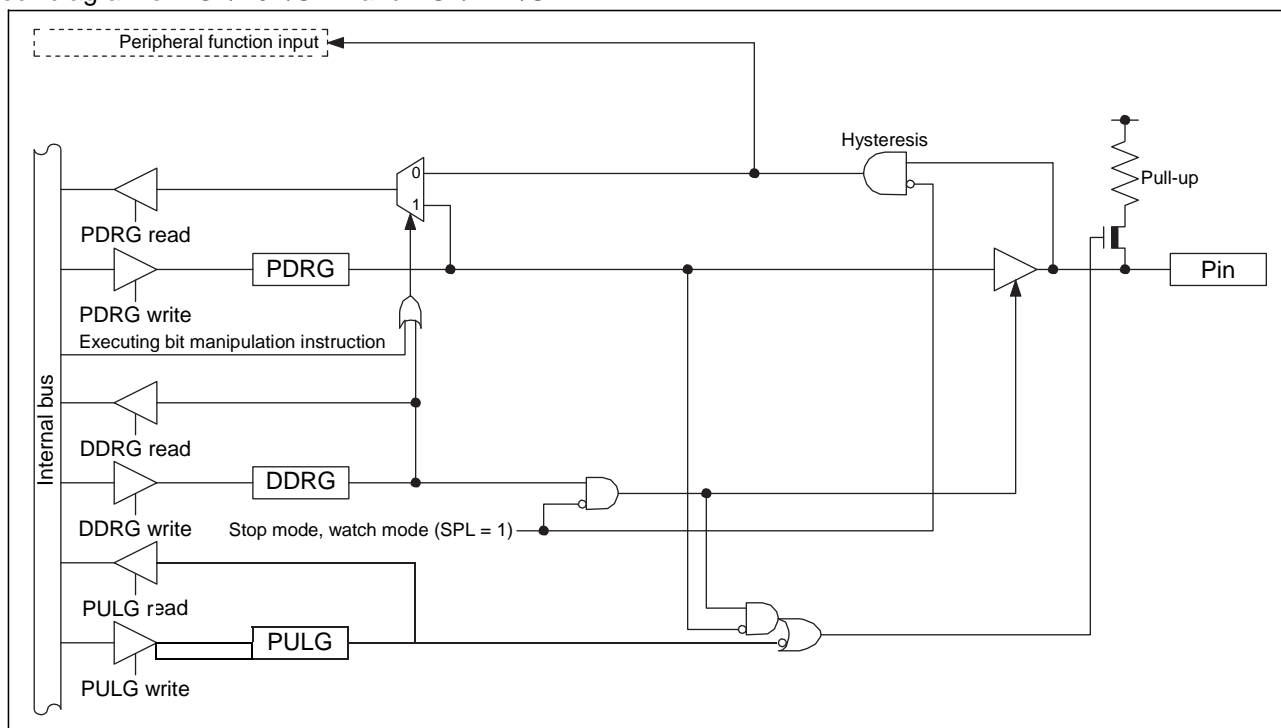 Peripheral function input
Hysteresis
0
1
Pull-up
PDRG read
PDRG
Pin
PDRG write
Executing bit manipulation instruction
Internal bus
DDRG read
DDRG
DDRG write
Stop mode, watch mode (SPL = 1)
PULG read
PULG
PULG write